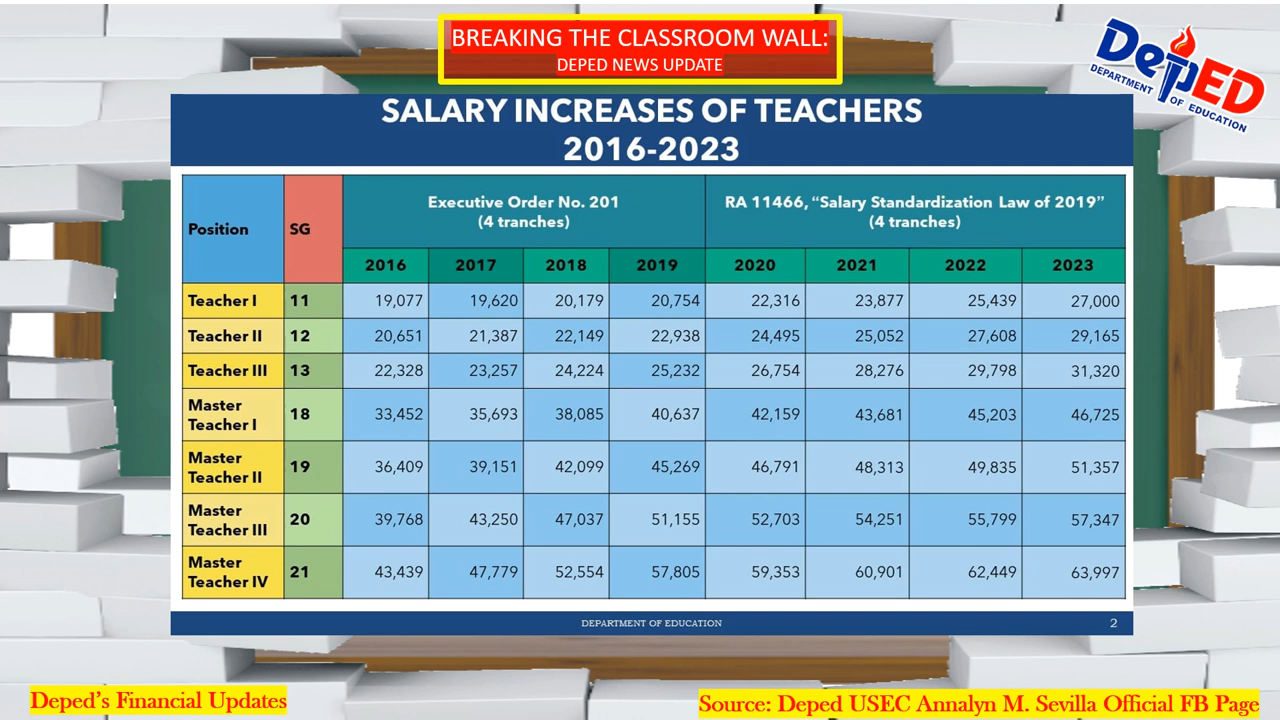 BREAKING THE CLASSROOM WALL:
DEPED NEWS UPDATE
DepED
DEPARTMENT OF EDUCATION
SALARY INCREASES OF TEACHERS
2016-2023
Position SG Executive Order No. 201 (4 tranches) RA 11466, “Salary Standardization Law of 2019” (4 tranches)
2016 2017 2018 2019 2020 2021 2022 2023
Teacher I 11 19,077 19,620 20,179 20,754 22,316 23,877 25,439 27,000
Teacher II 12 20,651 21,387 22,149 22,938 24,495 25,052 27,608 29,165
Teacher III 13 22,328 23,257 24,224 25,232 26,754 28,276 29,798 31,320
Master Teacher I 18 33,452 35,693 38,085 40,637 42,159 43,681 45,203 46,725
Master Teacher II 19 36,409 39,151 42,099 45,269 46,791 48,313 49,835 51,357
Master Teacher III 20 39,768 43,250 47,037 51,155 52,703 54,251 55,799 57,347
Master Teacher IV 21 43,439 47,779 52,554 57,805 59,353 60,901 62,449 63,997
DEPARTMENT OF EDUCATION 2
Deped’s Financial Updates
Source: Deped USEC Annalyn M. Sevilla Official FB Page